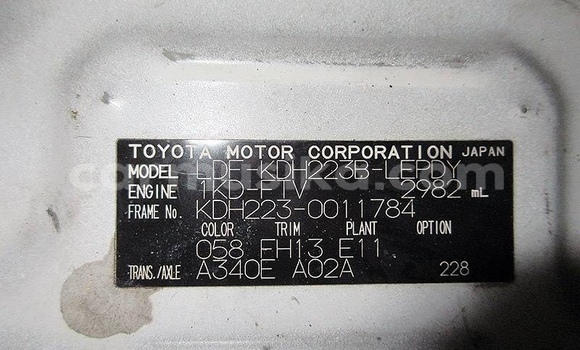 TOYOTA MOTOR CORPORATION JAPAN
MODEL LDF-KDH223B-LEPDY
ENGINE 1KD-FTV 2982 mL
FRAME No. KDH223-0011784
COLOR TRIM PLANT OPTION
058 FH13 E11
TRANS./AXLE A340E A02A 228